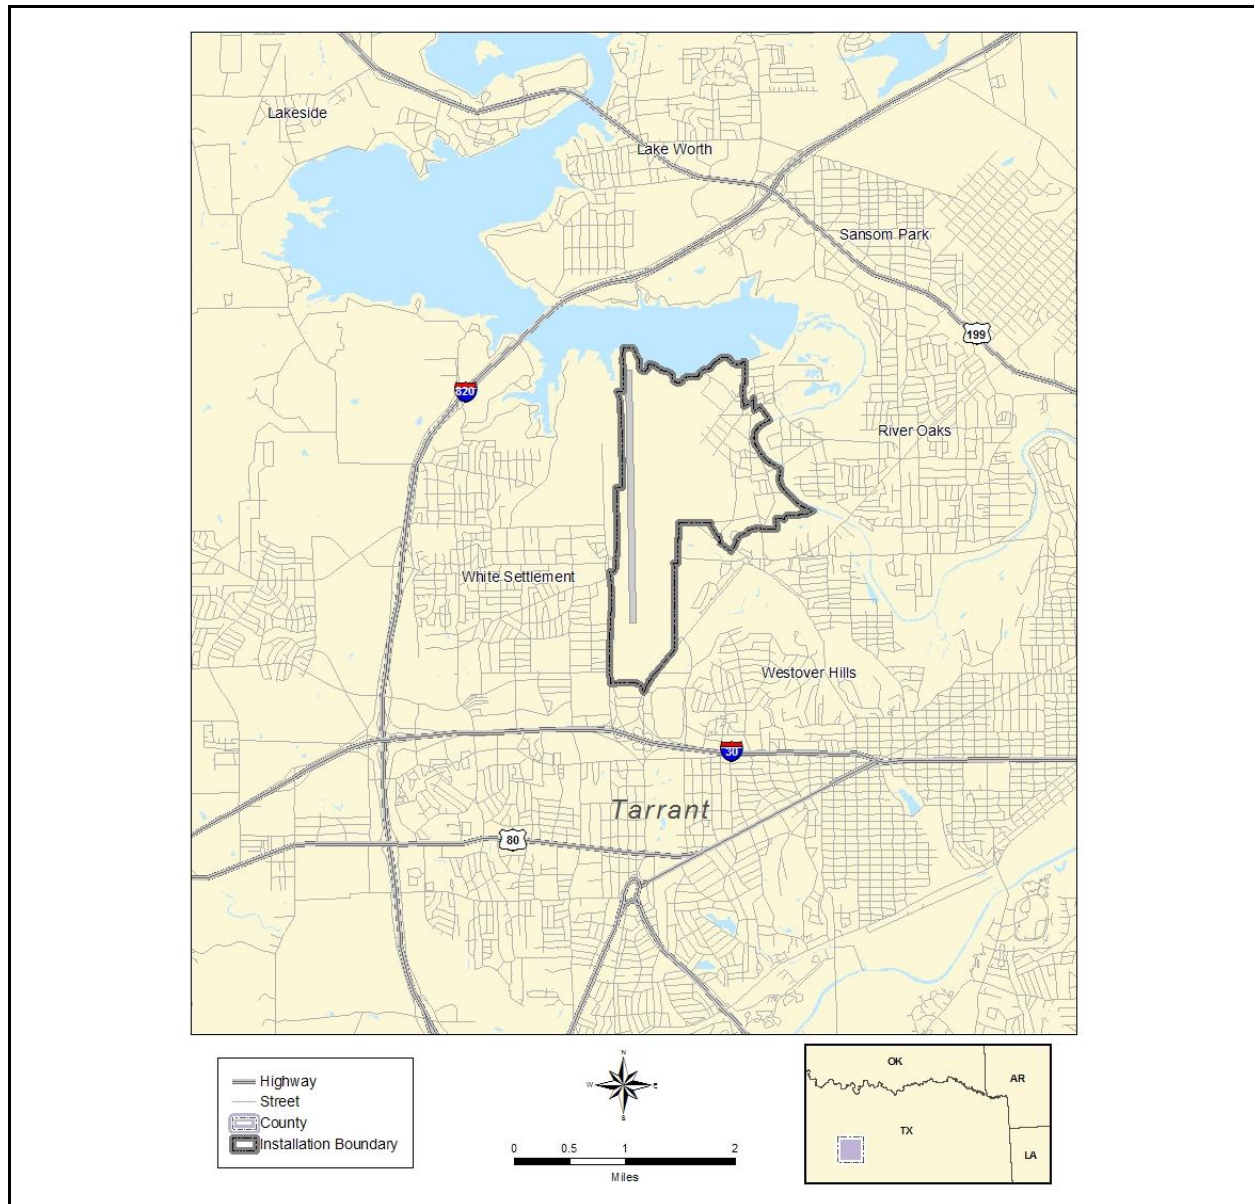 Lakeside
Lake Worth
Sansom Park
199
820
River Oaks
White Settlement
Westover Hills
30
Tarrant
80
Highway
Street
County
Installation Boundary
N
W E
S
0 0.5 1 2
Miles
OK
AR
TX
LA